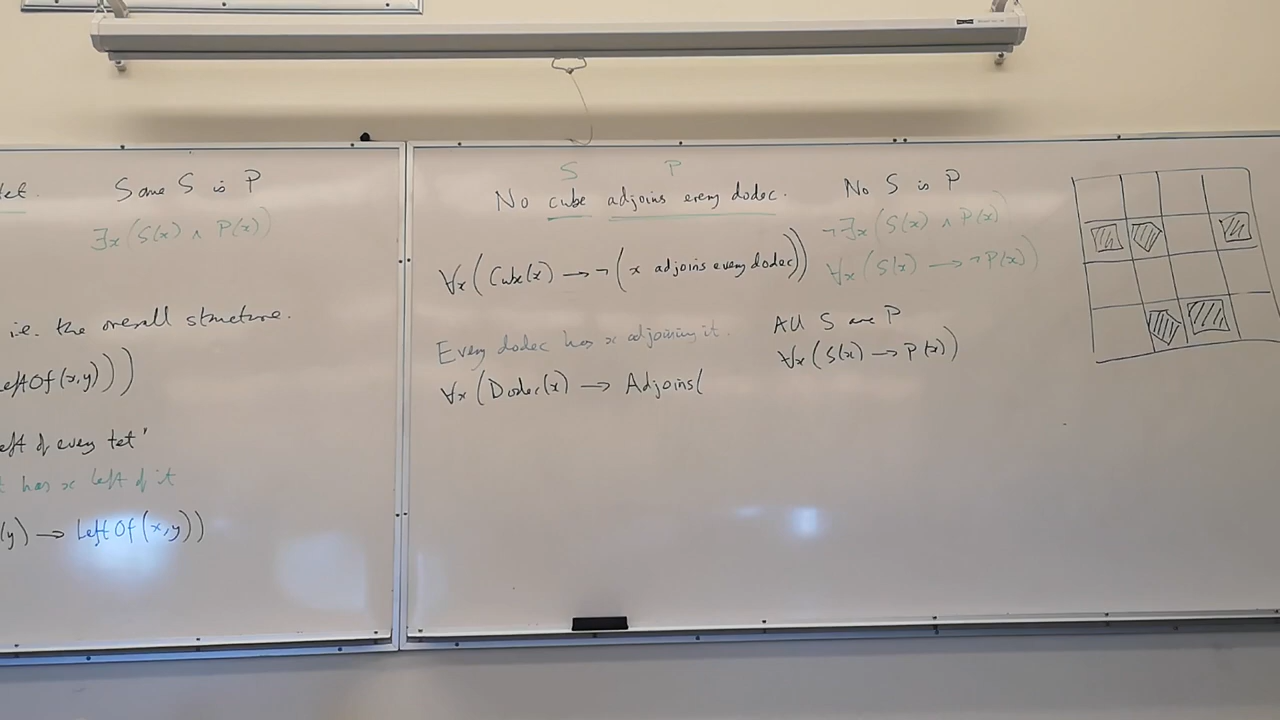 tet.
Some S is P
∃x(S(x) ∧ P(x))
i.e. the overall structure.
LeftOf(x,y)))
left of every tet'
has x left of it
(y) → LeftOf(x,y))
S P
No cube adjoins every dodec.
∀x(Cube(x) → ¬(x adjoins every dodec))
Every dodec has x adjoining it.
∀x(Dodec(x) → Adjoins(
No S is P
¬∃x(S(x) ∧ P(x))
∀x(S(x) → ¬P(x))
All S are P
∀x(S(x) → P(x))